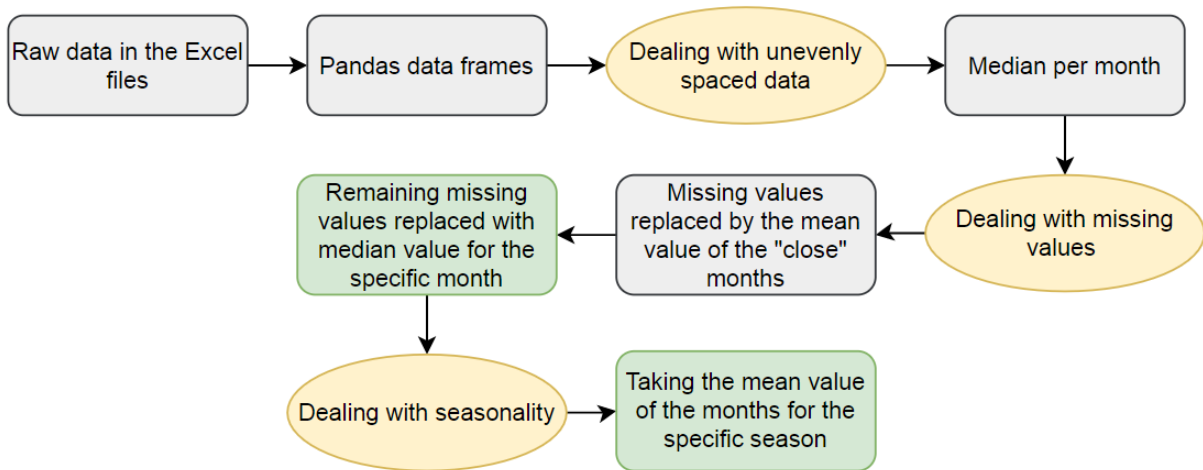 Raw data in the Excel
files
Pandas data frames
Dealing with unevenly
spaced data
Median per month
Dealing with missing
values
Missing values
replaced by the mean
value of the "close"
months
Remaining missing
values replaced with
median value for the
specific month
Dealing with seasonality
Taking the mean value
of the months for the
specific season